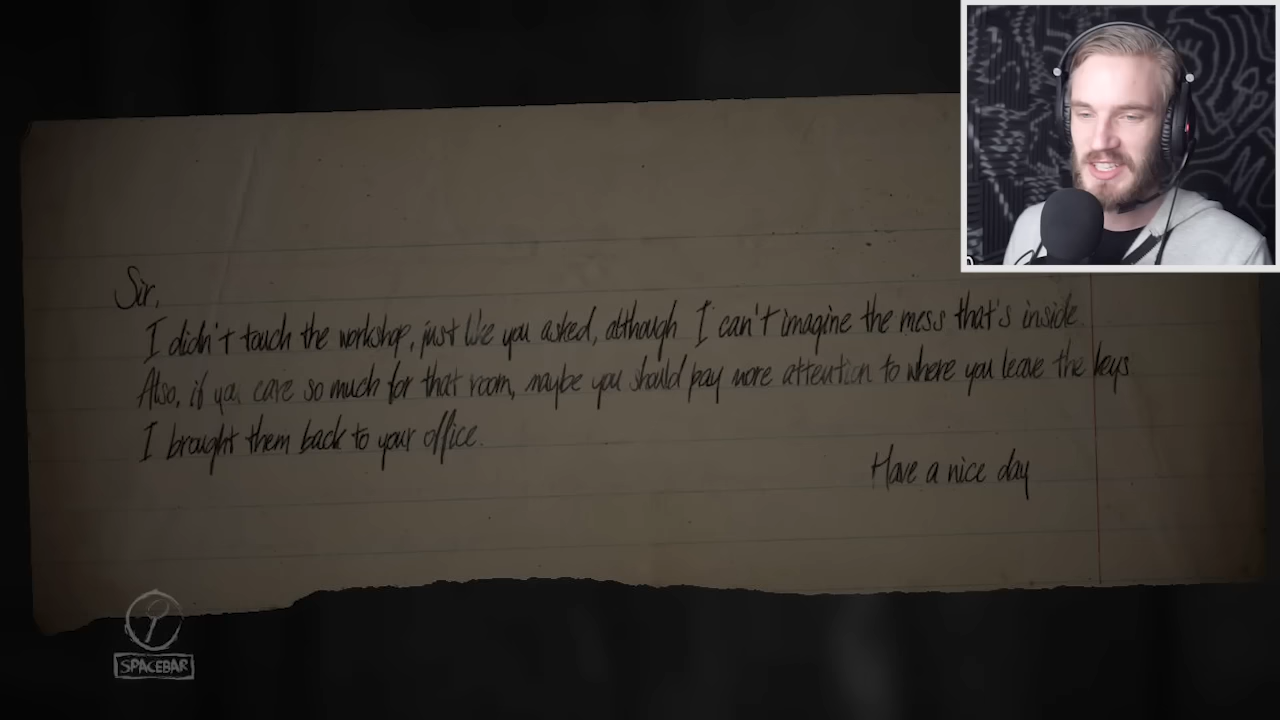 Sir,
I didn't touch the workshop, just like you asked, although I can't imagine the mess that's inside.
Also, if you care so much for that room, maybe you should pay more attention to where you leave the keys
I brought them back to your office.
Have a nice day
SPACEBAR